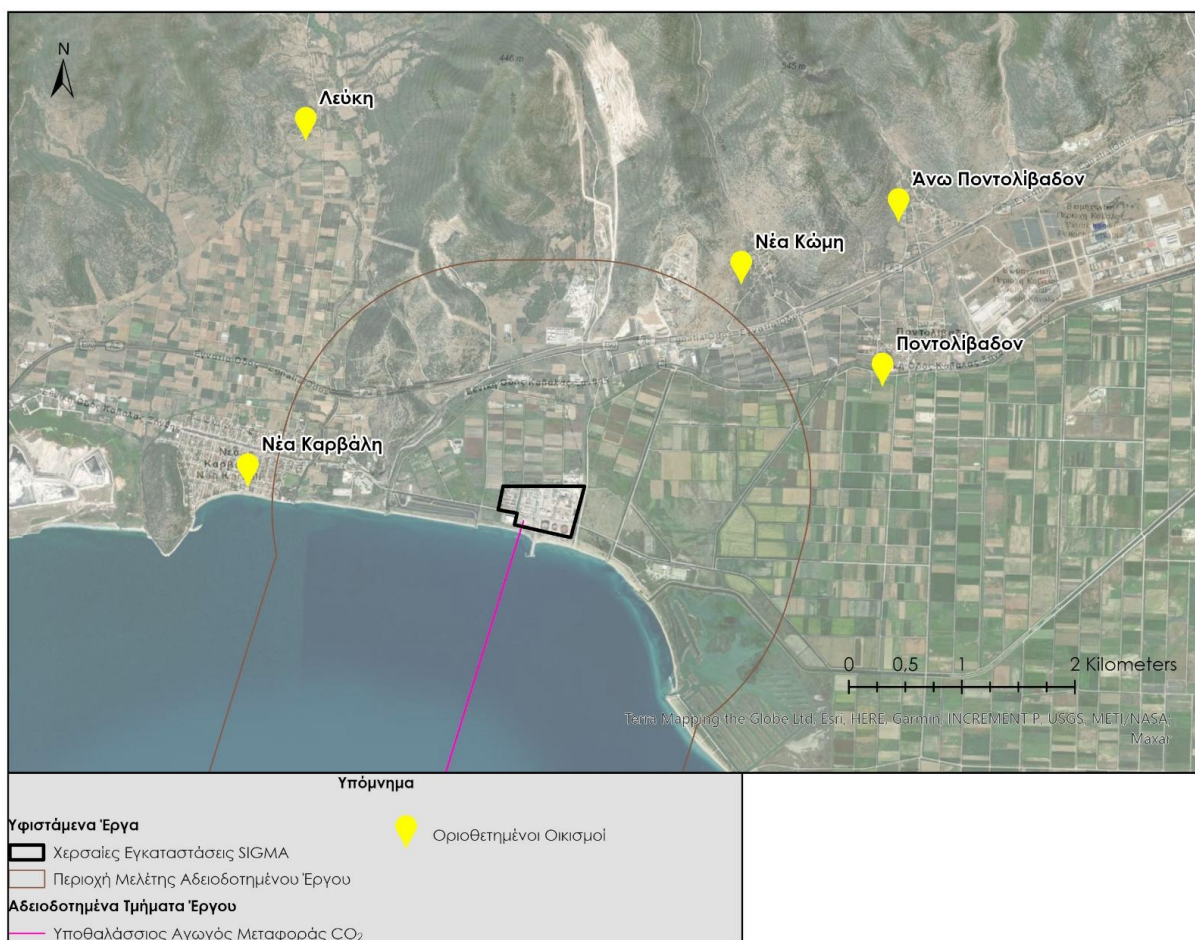 N
446 m
545 m
Λεύκη
Άνω Ποντολίβαδον
Νέα Κώμη
Ποντολίβαδον
Νέα Καρβάλη
0 0,5 1 2 Kilometers
Terra Mapping the Globe Ltd, Esri, HERE, Garmin, INCREMENT P, USGS, METI/NASA,
Maxar
Υπόμνημα
Υφιστάμενα Έργα
Χερσαίες Εγκαταστάσεις SIGMA
Περιοχή Μελέτης Αδειοδοτημένου Έργου
Αδειοδοτημένα Τμήματα Έργου
Υποθαλάσσιος Αγωγός Μεταφοράς CO₂
Οριοθετημένοι Οικισμοί